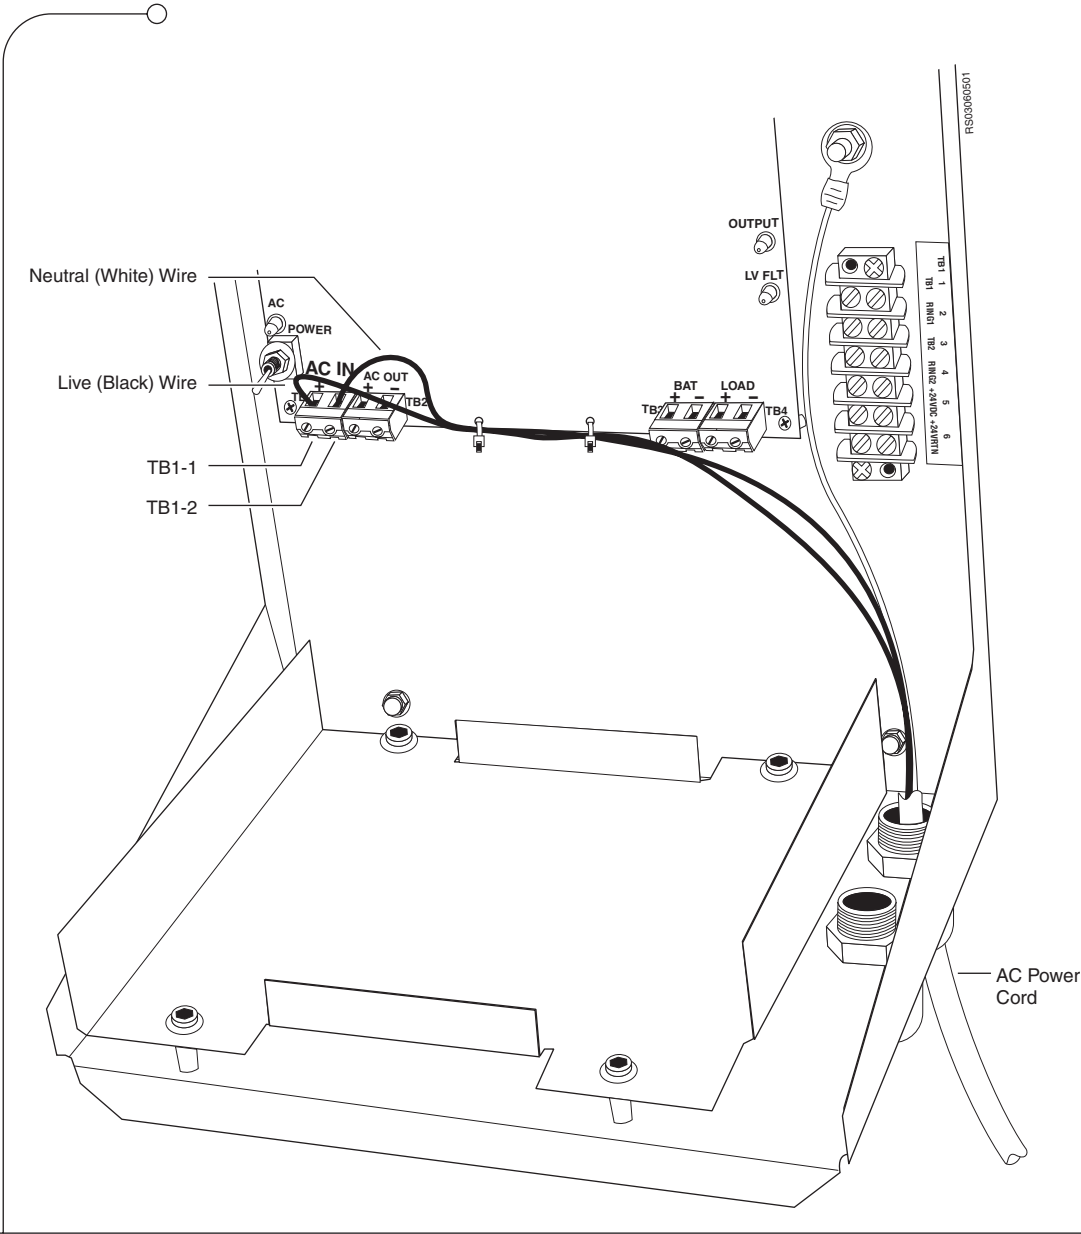 RS03060501
OUTPUT
LV FLT
Neutral (White) Wire
AC
POWER
AC IN
AC OUT
Live (Black) Wire
+ + −
TB2
BAT LOAD
+ − + −
TB4
TB1-1
TB1-2
TB1 1
TB1 RING1 2
TB2 3
RING2 4
+24VDC 5
+24VRTN 6
AC Power
Cord